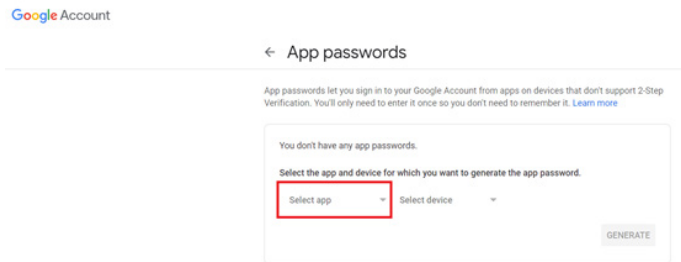 Google Account
← App passwords
App passwords let you sign in to your Google Account from apps on devices that don't support 2-Step
Verification. You'll only need to enter it once so you don't need to remember it. Learn more
You don't have any app passwords.
Select the app and device for which you want to generate the app password.
Select app Select device
GENERATE